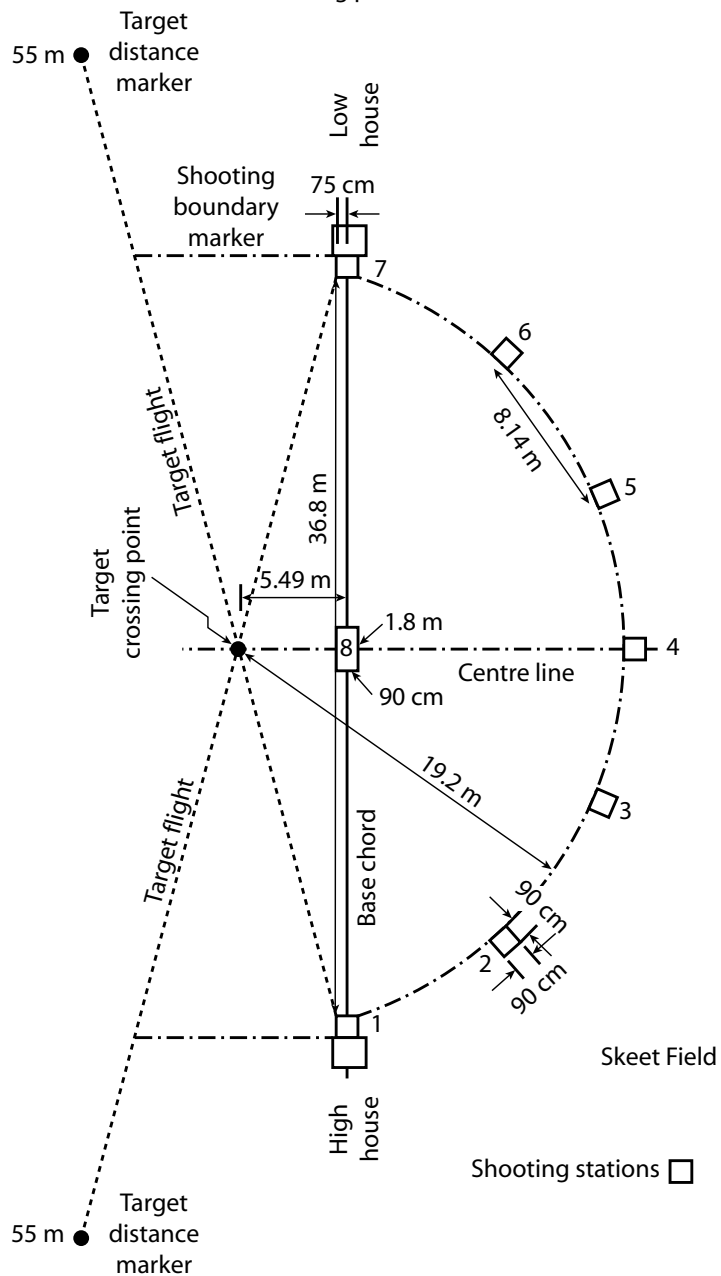 Target
distance
marker
55 m
Low
house
75 cm
Shooting
boundary
marker
7
6
8.14 m
5
Target flight
36.8 m
Target
crossing point
5.49 m
1.8 m
8
4
Centre line
90 cm
19.2 m
Target flight
Base chord
3
90 cm
2
90 cm
1
Skeet Field
High
house
Shooting stations
Target
distance
marker
55 m